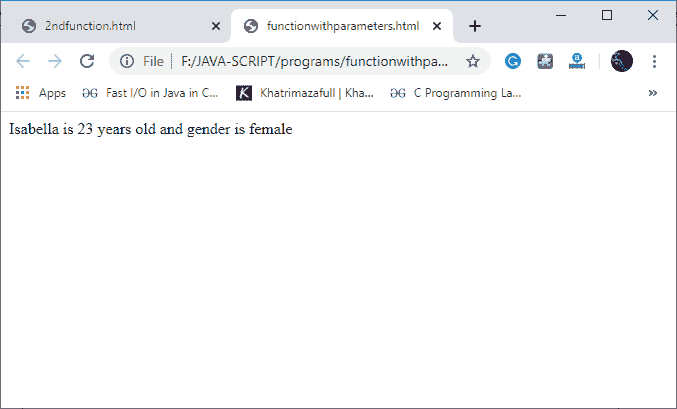 2ndfunction.html functionwithparameters.html
File F:/JAVA-SCRIPT/programs/functionwithpa...
Apps Fast I/O in Java in C... Khatrimazafull | Kha... C Programming La...
Isabella is 23 years old and gender is female